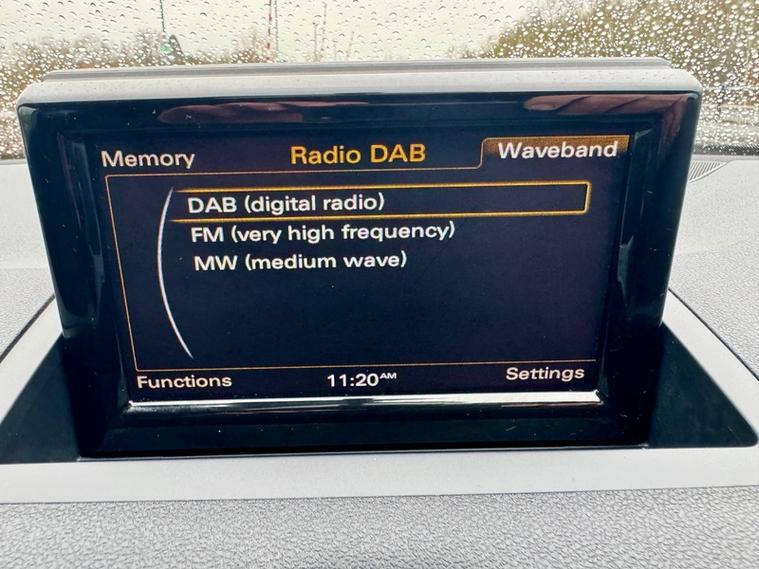 Memory Radio DAB Waveband
DAB (digital radio)
FM (very high frequency)
MW (medium wave)
Functions 11:20AM Settings